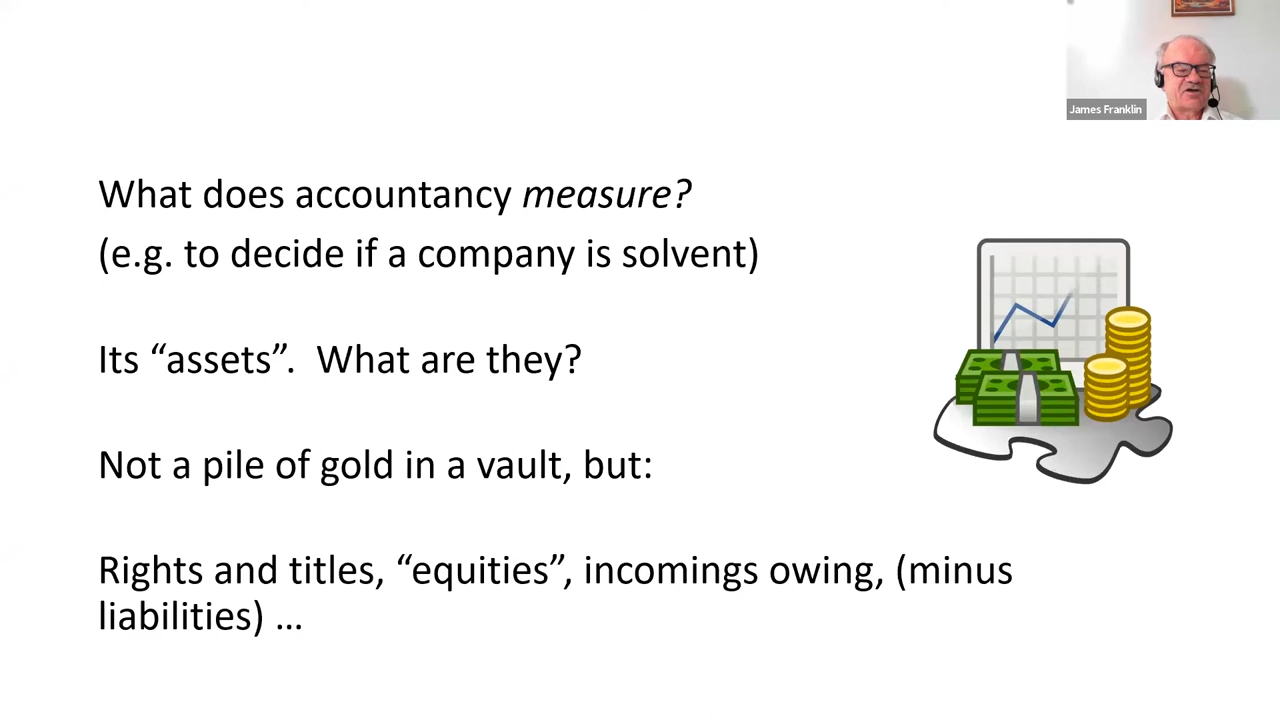 James Franklin
What does accountancy measure?
(e.g. to decide if a company is solvent)
Its “assets”.  What are they?
Not a pile of gold in a vault, but:
Rights and titles, “equities”, incomings owing, (minus
liabilities) …